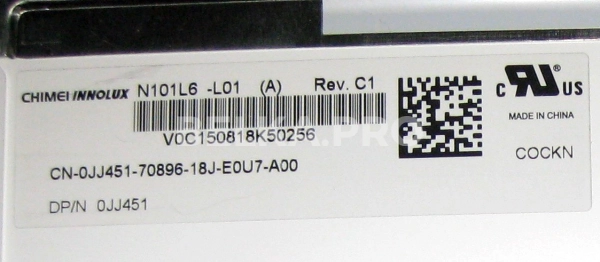 CHIMEI INNOLUX N101L6 -L01 (A) Rev. C1
V0C150818K50256
CN-0JJ451-70896-18J-E0U7-A00
DP/N 0JJ451
c RU US
MADE IN CHINA
COCKN